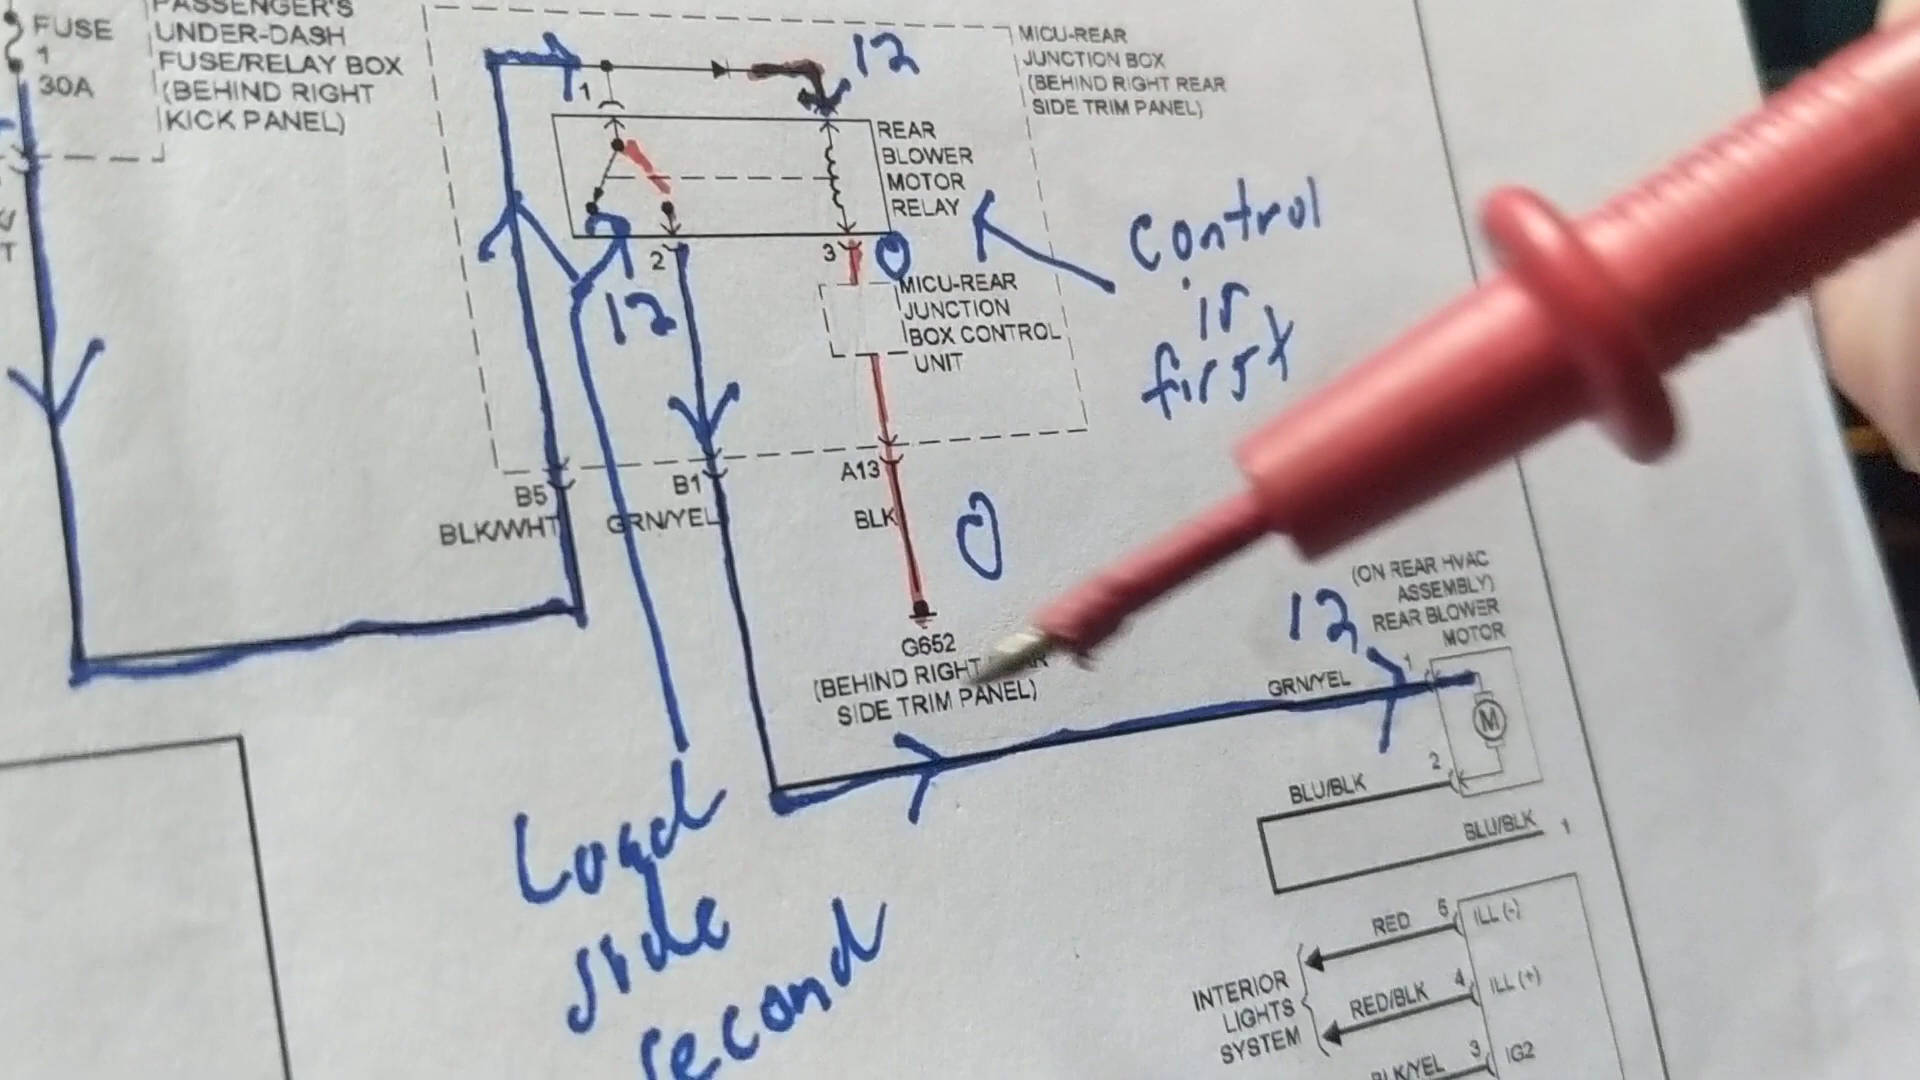 FUSE
1
30A
PASSENGER'S
UNDER-DASH
FUSE/RELAY BOX
(BEHIND RIGHT
KICK PANEL)
MICU-REAR
JUNCTION BOX
(BEHIND RIGHT REAR
SIDE TRIM PANEL)
12
1
REAR
BLOWER
MOTOR
RELAY
2
3
0
12
MICU-REAR
JUNCTION
BOX CONTROL
UNIT
Control
is
first
B5
BLK/WHT
B1
GRN/YEL
A13
BLK
0
G652
(BEHIND RIGHT
SIDE TRIM PANEL)
(ON REAR HVAC
ASSEMBLY)
REAR BLOWER
MOTOR
12
GRN/YEL
1
M
2
BLU/BLK
BLU/BLK 1
Load
side
second
RED 5 ILL (-)
INTERIOR
LIGHTS
SYSTEM
RED/BLK 4 ILL (+)
BLK/YEL 3 IG2